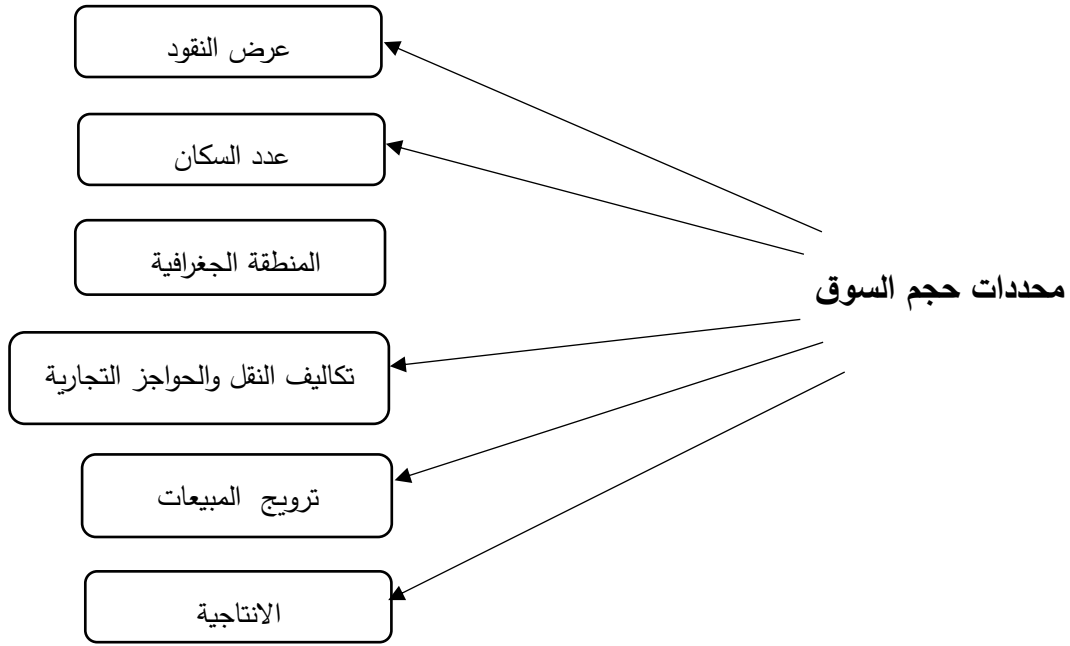 محددات حجم السوق
عرض النقود
عدد السكان
المنطقة الجغرافية
تكاليف النقل والحواجز التجارية
ترويج المبيعات
الانتاجية